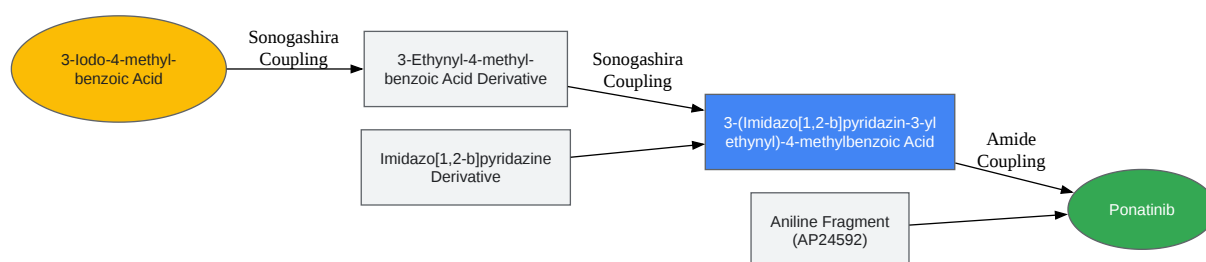 3-Iodo-4-methyl-
benzoic Acid
Sonogashira
Coupling
3-Ethynyl-4-methyl-
benzoic Acid Derivative
Sonogashira
Coupling
Imidazo[1,2-b]pyridazine
Derivative
3-(Imidazo[1,2-b]pyridazin-3-yl
ethynyl)-4-methylbenzoic Acid
Amide
Coupling
Aniline Fragment
(AP24592)
Ponatinib